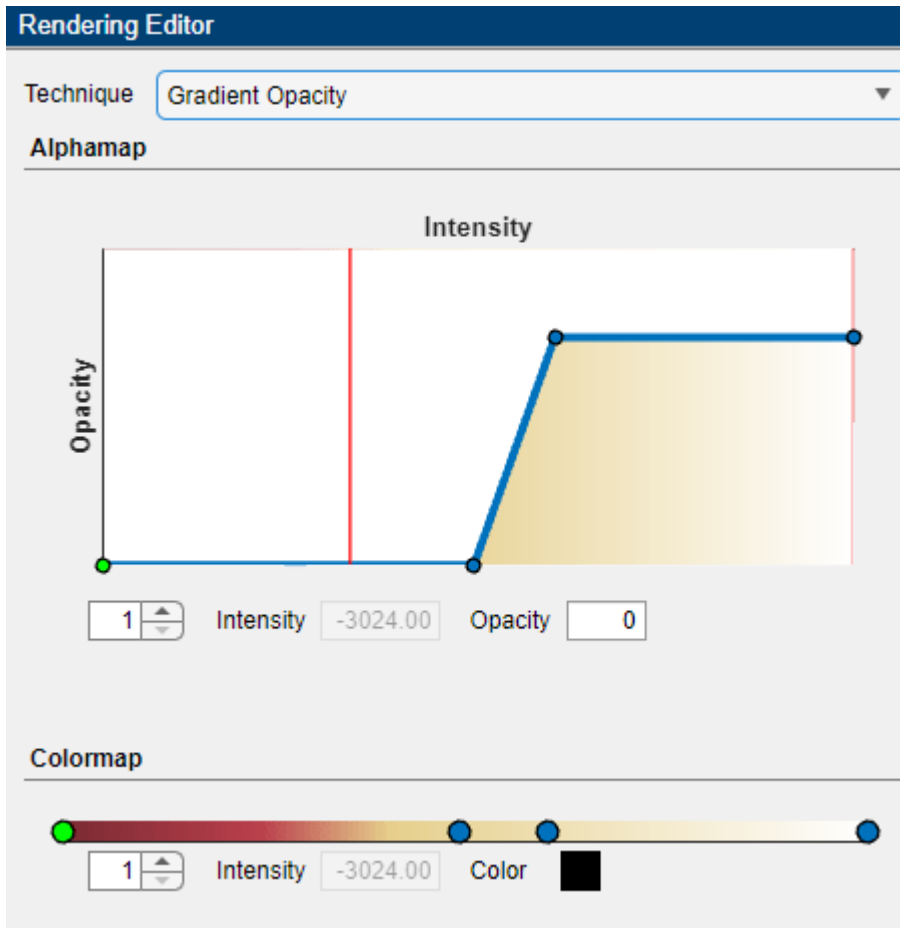 Rendering Editor
Technique Gradient Opacity
Alphamap
Intensity
Opacity
1 Intensity -3024.00 Opacity 0
Colormap
1 Intensity -3024.00 Color